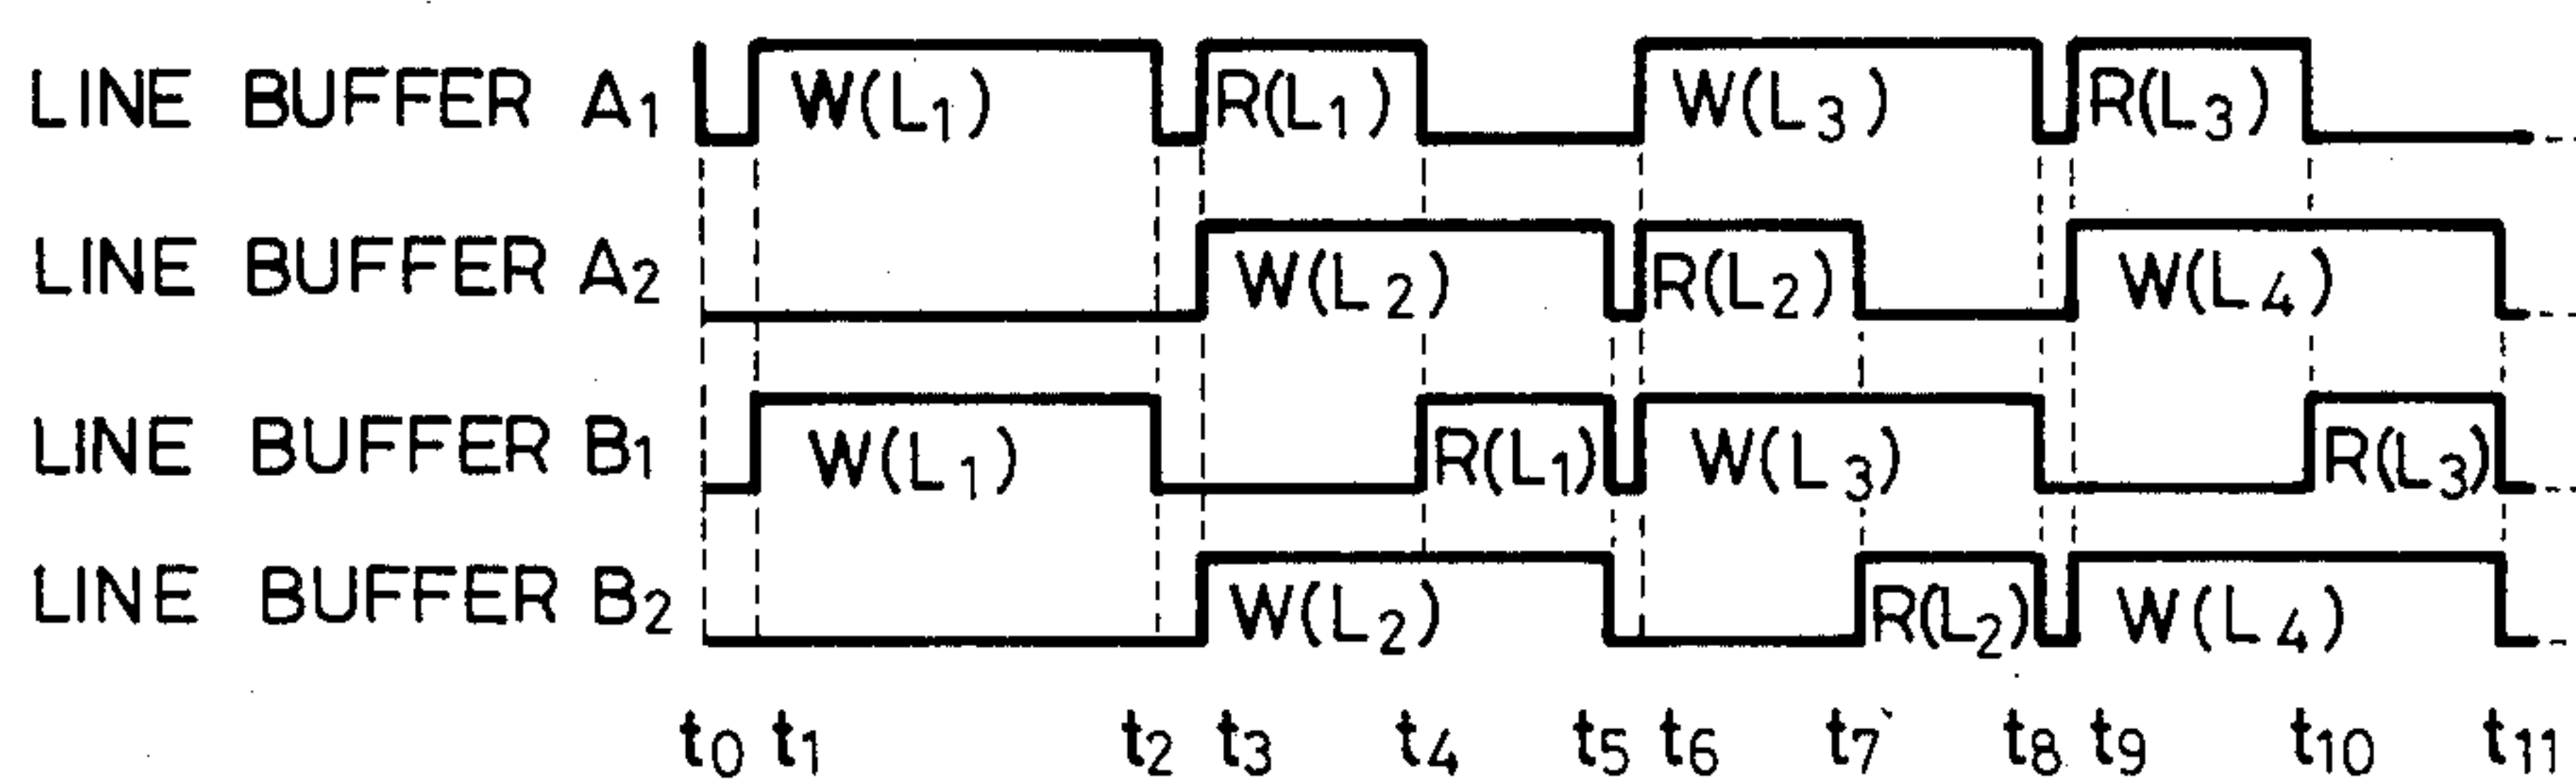 LINE BUFFER A1 W(L1) R(L1) W(L3) R(L3)
LINE BUFFER A2 W(L2) R(L2) W(L4)
LINE BUFFER B1 W(L1) R(L1) W(L3) R(L3)
LINE BUFFER B2 W(L2) R(L2) W(L4)
t0 t1 t2 t3 t4 t5 t6 t7 t8 t9 t10 t11